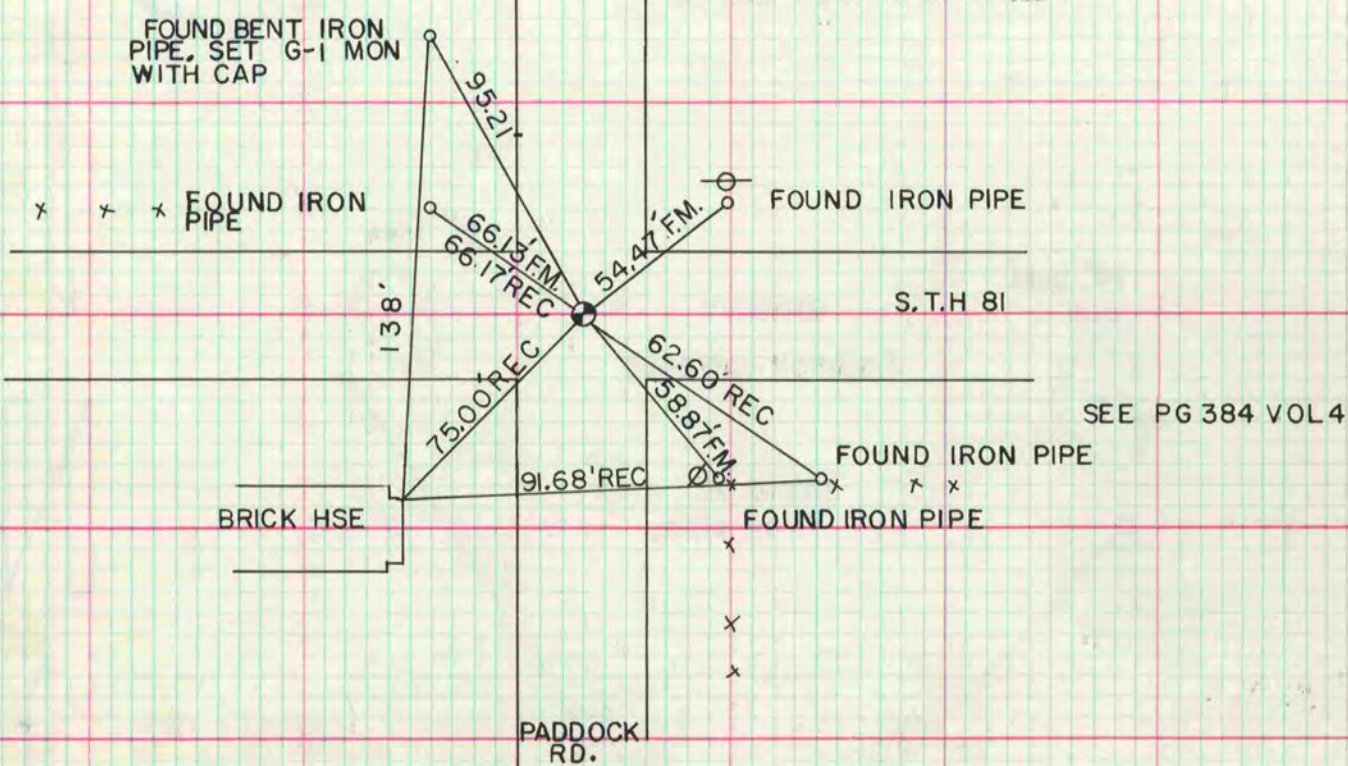 FOUND BENT IRON
PIPE, SET G-1 MON
WITH CAP
95.21'
FOUND IRON
PIPE
FOUND IRON PIPE
66.13' F.M.
66.17' REC
54.47' F.M.
S.T.H 81
138'
75.00' REC
62.60' REC
58.87' F.M.
SEE PG 384 VOL 4
FOUND IRON PIPE
91.68' REC
BRICK HSE
FOUND IRON PIPE
PADDOCK
RD.